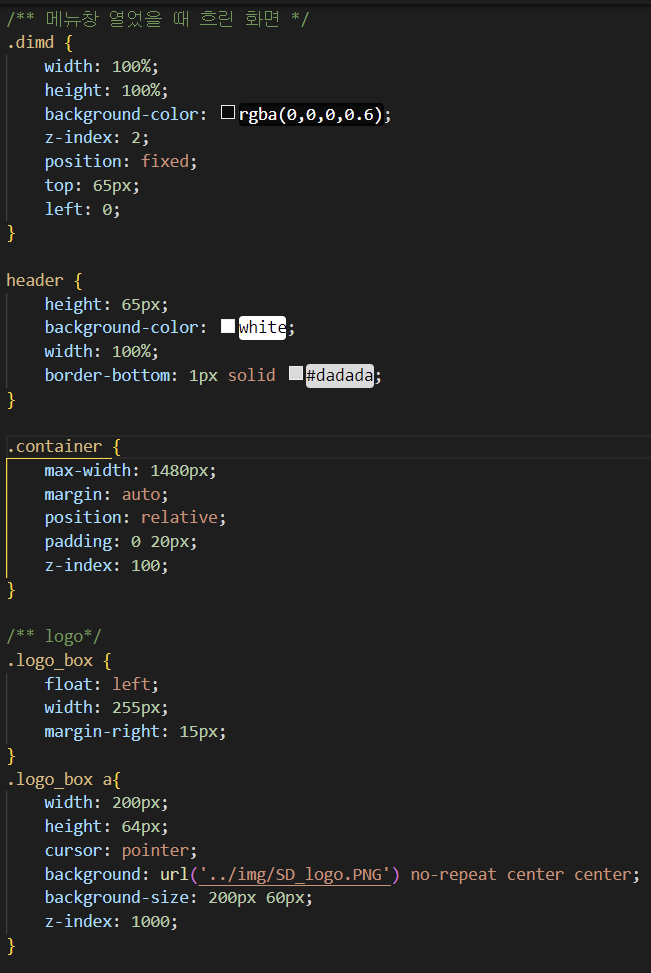 /** 메뉴창 열었을 때 흐린 화면 */
.dimd {
    width: 100%;
    height: 100%;
    background-color: rgba(0,0,0,0.6);
    z-index: 2;
    position: fixed;
    top: 65px;
    left: 0;
}

header {
    height: 65px;
    background-color: white;
    width: 100%;
    border-bottom: 1px solid #dadada;
}

.container {
    max-width: 1480px;
    margin: auto;
    position: relative;
    padding: 0 20px;
    z-index: 100;
}

/** logo*/
.logo_box {
    float: left;
    width: 255px;
    margin-right: 15px;
}
.logo_box a{
    width: 200px;
    height: 64px;
    cursor: pointer;
    background: url('../img/SD_logo.PNG') no-repeat center center;
    background-size: 200px 60px;
    z-index: 1000;
}